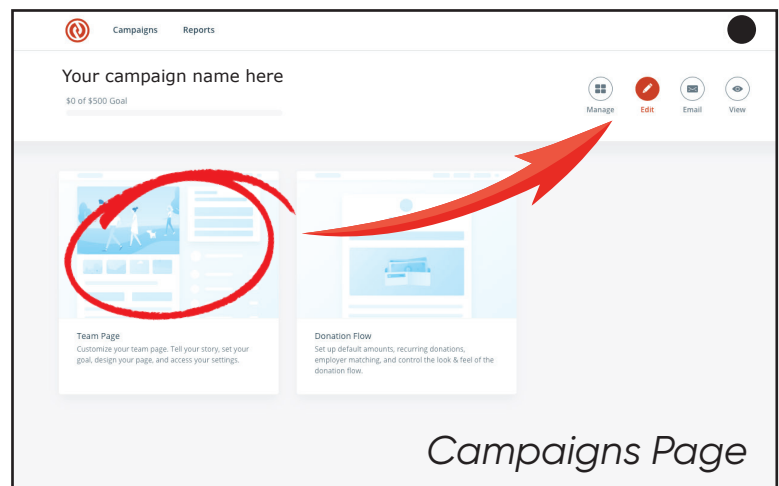 Campaigns Reports
Your campaign name here
$0 of $500 Goal
Manage Edit Email View
Team Page
Customize your team page. Tell your story, set your
goal, design your page, and access your settings.
Donation Flow
Set up default amounts, recurring donations,
employer matching, and control the look & feel of the
donation flow.
Campaigns Page